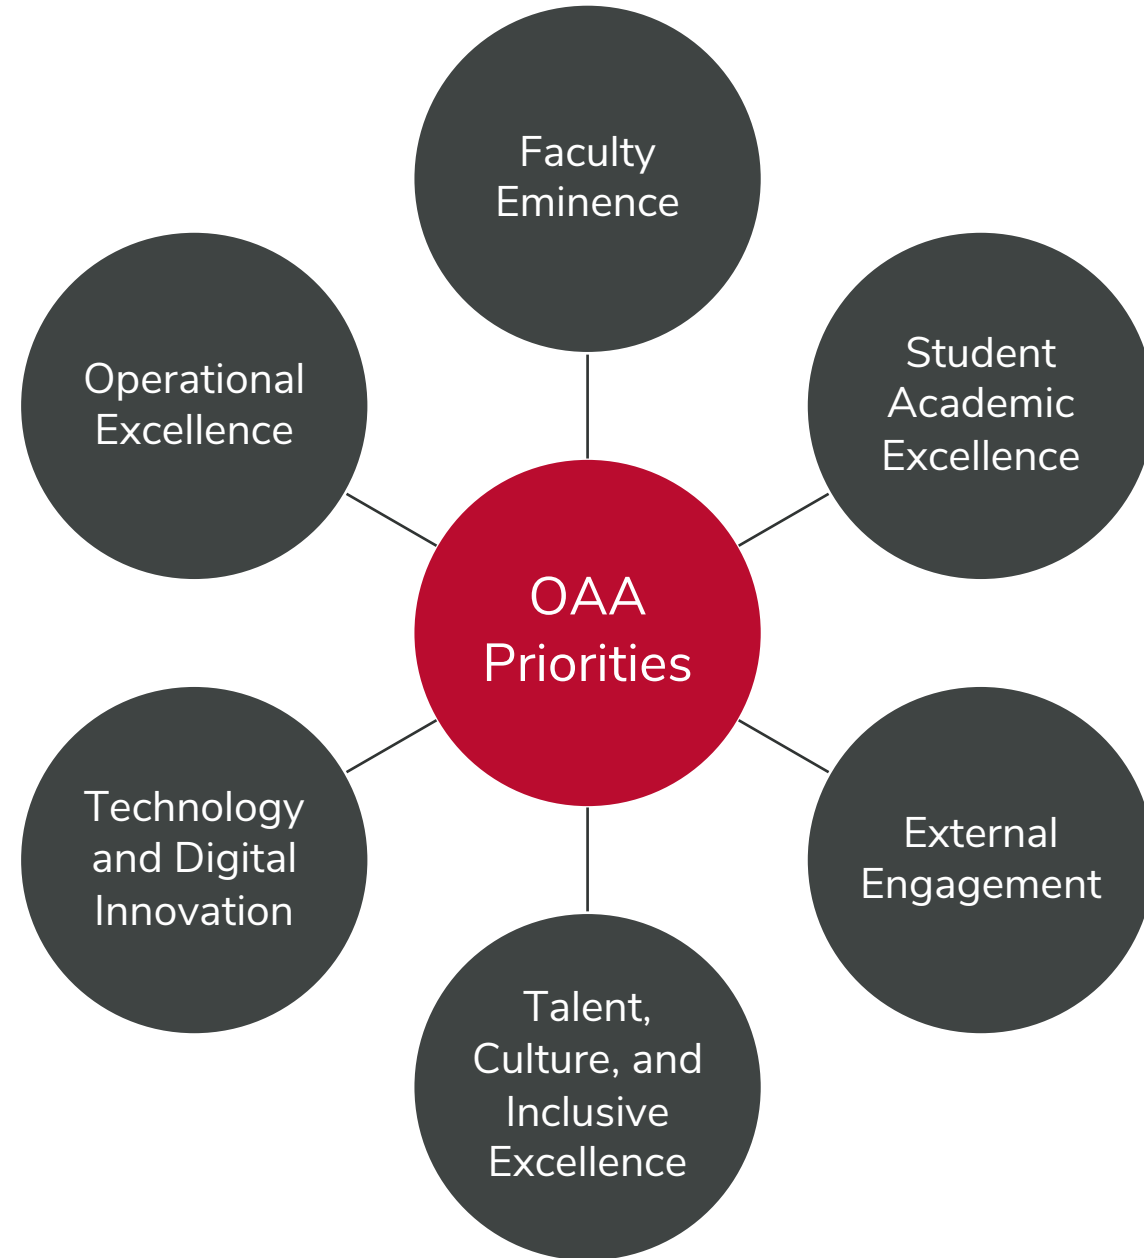 Faculty
Eminence
Student
Academic
Excellence
External
Engagement
Talent,
Culture, and
Inclusive
Excellence
Technology
and Digital
Innovation
Operational
Excellence
OAA
Priorities